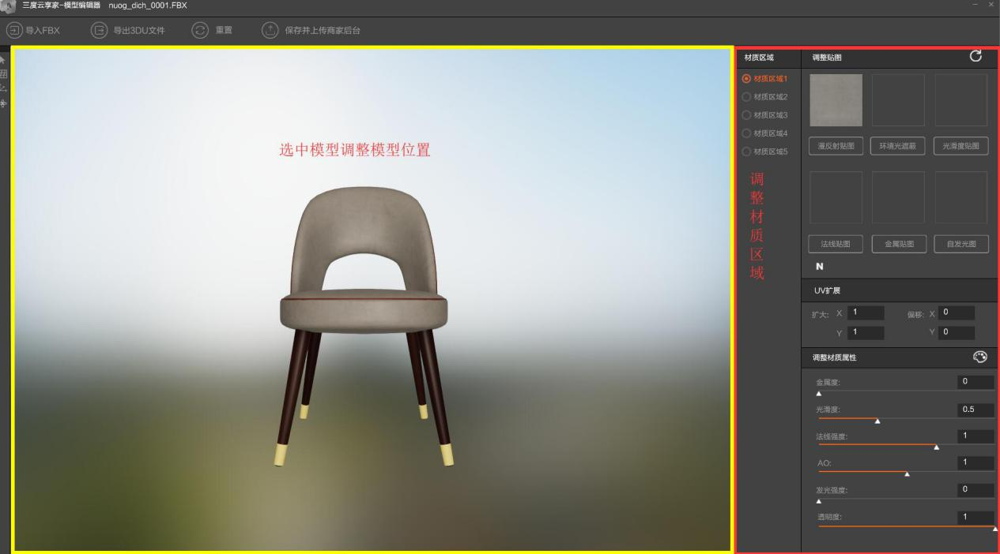 三度云享家-模型编辑器 nuog_dich_0001.FBX
导入FBX 导出3DU文件 重置 保存并上传商家后台
选中模型调整模型位置
材质区域
材质区域1
材质区域2
材质区域3
材质区域4
材质区域5
调整材质区域
调整贴图
漫反射贴图 环境光遮蔽 光滑度贴图
法线贴图 金属贴图 自发光图
N
UV扩展
扩大: X 1 偏移: X 0
Y 1 Y 0
调整材质属性
金属度: 0
光滑度: 0.5
法线强度: 1
AO: 1
发光强度: 0
透明度: 1